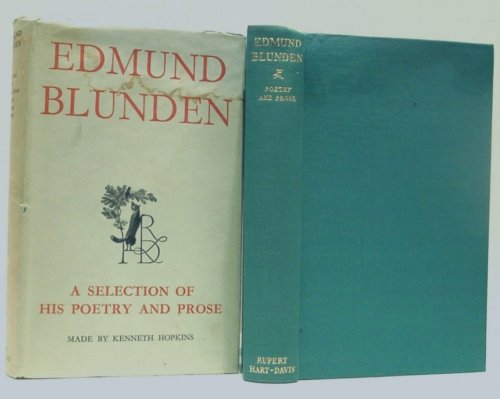 EDMUND
BLUNDEN
A SELECTION OF
HIS POETRY AND PROSE
MADE BY KENNETH HOPKINS
EDMUND
BLUNDEN
POETRY
AND PROSE
RUPERT
HART-DAVIS